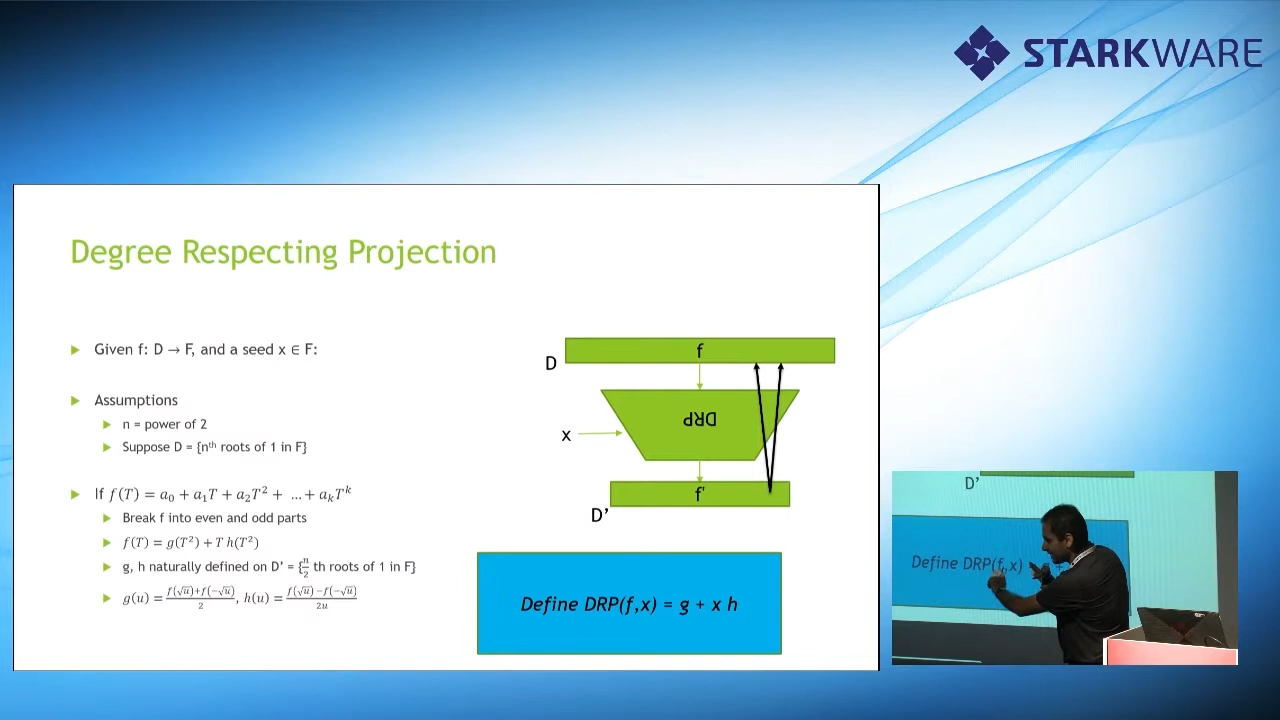 STARKWARE
Degree Respecting Projection
Given f: D → F, and a seed x ∈ F:
Assumptions
n = power of 2
Suppose D = {nᵗʰ roots of 1 in F}
If f(T) = a₀ + a₁T + a₂T² + … + aₖTᵏ
Break f into even and odd parts
f(T) = g(T²) + T h(T²)
g, h naturally defined on D’ = {n/2 th roots of 1 in F}
g(u) = (f(√u)+f(−√u))/2, h(u) = (f(√u)−f(−√u))/2u
f
D
DRP
x
f'
D’
Define DRP(f,x) = g + x h
D’
Define DRP(f,x)